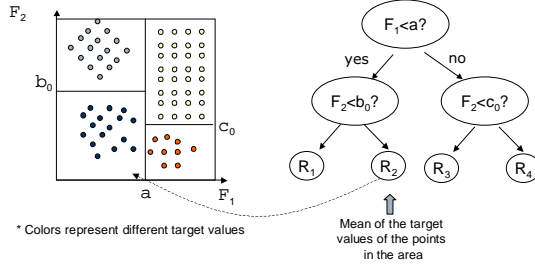 F2
b0
c0
a
F1
* Colors represent different target values
F1<a?
yes
no
F2<b0?
F2<c0?
R1
R2
R3
R4
Mean of the target
values of the points
in the area